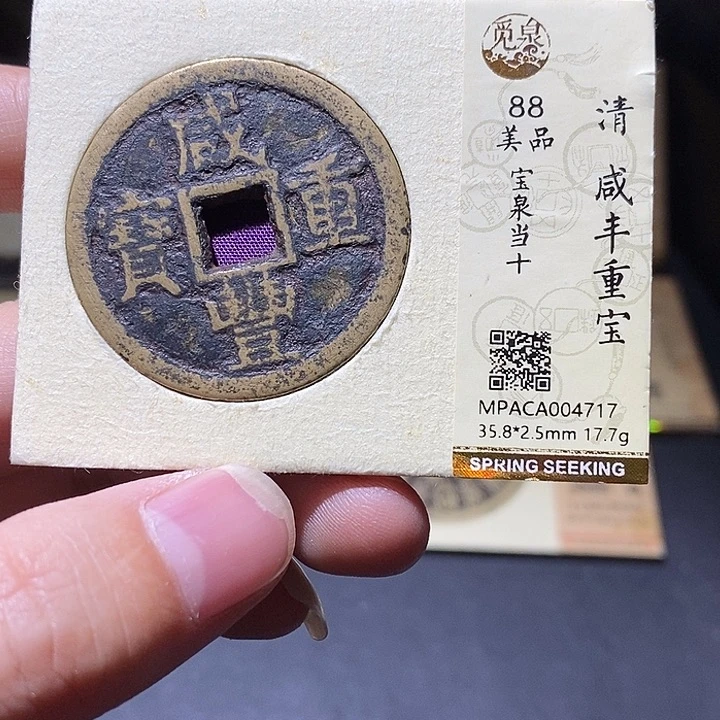 咸
重
寶
豐
觅泉
88
美品
宝泉当十
清 咸丰重宝
MPACA004717
35.8*2.5mm 17.7g
SPRING SEEKING